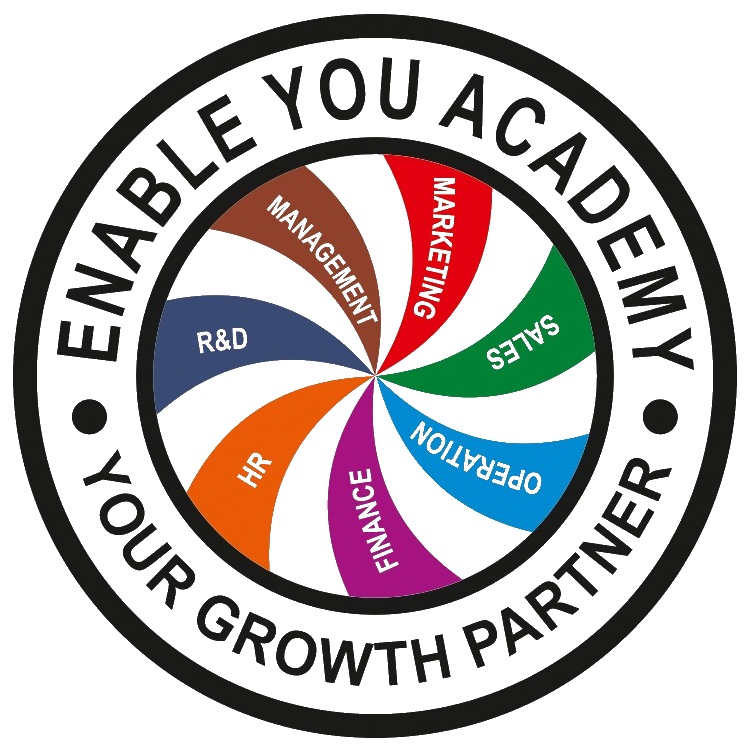 ENABLE YOU ACADEMY
MANAGEMENT
MARKETING
SALES
OPERATION
FINANCE
HR
R&D
YOUR GROWTH PARTNER